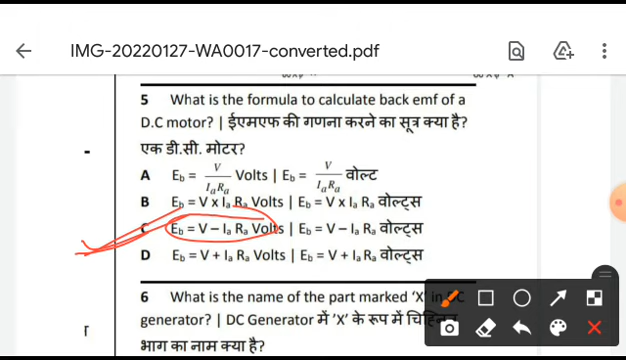 IMG-20220127-WA0017-converted.pdf
5 What is the formula to calculate back emf of a
D.C motor? | ईएमएफ की गणना करने का सूत्र क्या है?
एक डी.सी. मोटर?
A Eb = V/IaRa Volts | Eb = V/IaRa वोल्ट
B Eb = V x Ia Ra Volts | Eb = V x Ia Ra वोल्ट्स
C Eb = V – Ia Ra Volts | Eb = V – Ia Ra वोल्ट्स
D Eb = V + Ia Ra Volts | Eb = V + Ia Ra वोल्ट्स
6 What is the name of the part marked 'X' in DC
generator? | DC Generator में 'X' के रूप में
भाग का नाम क्या है?